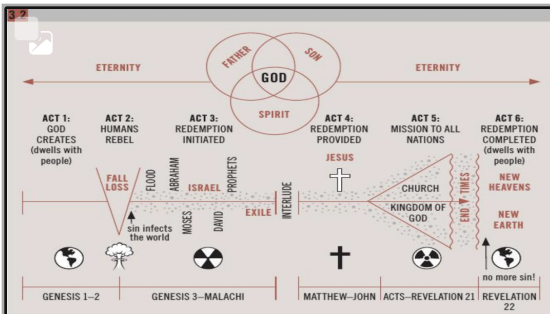 3.2
FATHER
SON
GOD
SPIRIT
ETERNITY
ETERNITY
ACT 1:
GOD
CREATES
(dwells with
people)
ACT 2:
HUMANS
REBEL
ACT 3:
REDEMPTION
INITIATED
ACT 4:
REDEMPTION
PROVIDED
ACT 5:
MISSION TO ALL
NATIONS
ACT 6:
REDEMPTION
COMPLETED
(dwells with
people)
FALL
LOSS
FLOOD
ABRAHAM
ISRAEL
PROPHETS
MOSES
DAVID
EXILE
INTERLUDE
sin infects
the world
JESUS
CHURCH
KINGDOM OF
GOD
END TIMES
NEW
HEAVENS
NEW
EARTH
no more sin!
GENESIS 1–2
GENESIS 3–MALACHI
MATTHEW–JOHN
ACTS–REVELATION 21
REVELATION
22